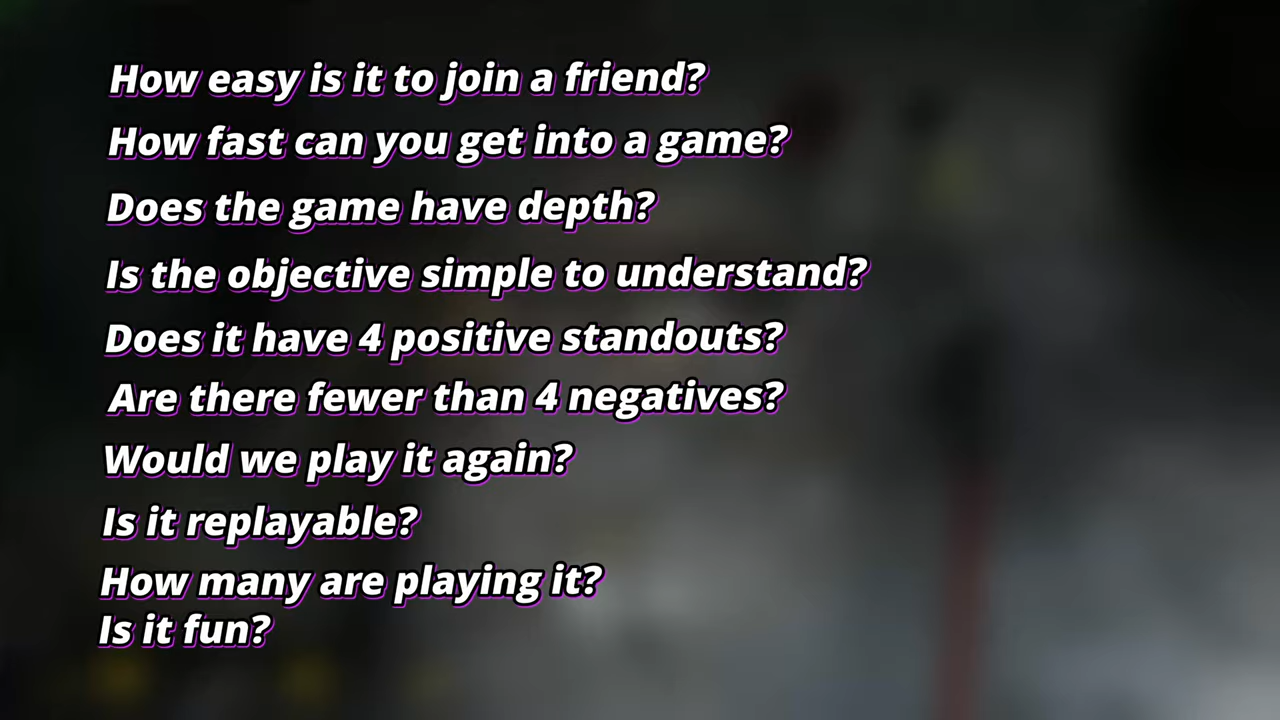 How easy is it to join a friend?
How fast can you get into a game?
Does the game have depth?
Is the objective simple to understand?
Does it have 4 positive standouts?
Are there fewer than 4 negatives?
Would we play it again?
Is it replayable?
How many are playing it?
Is it fun?